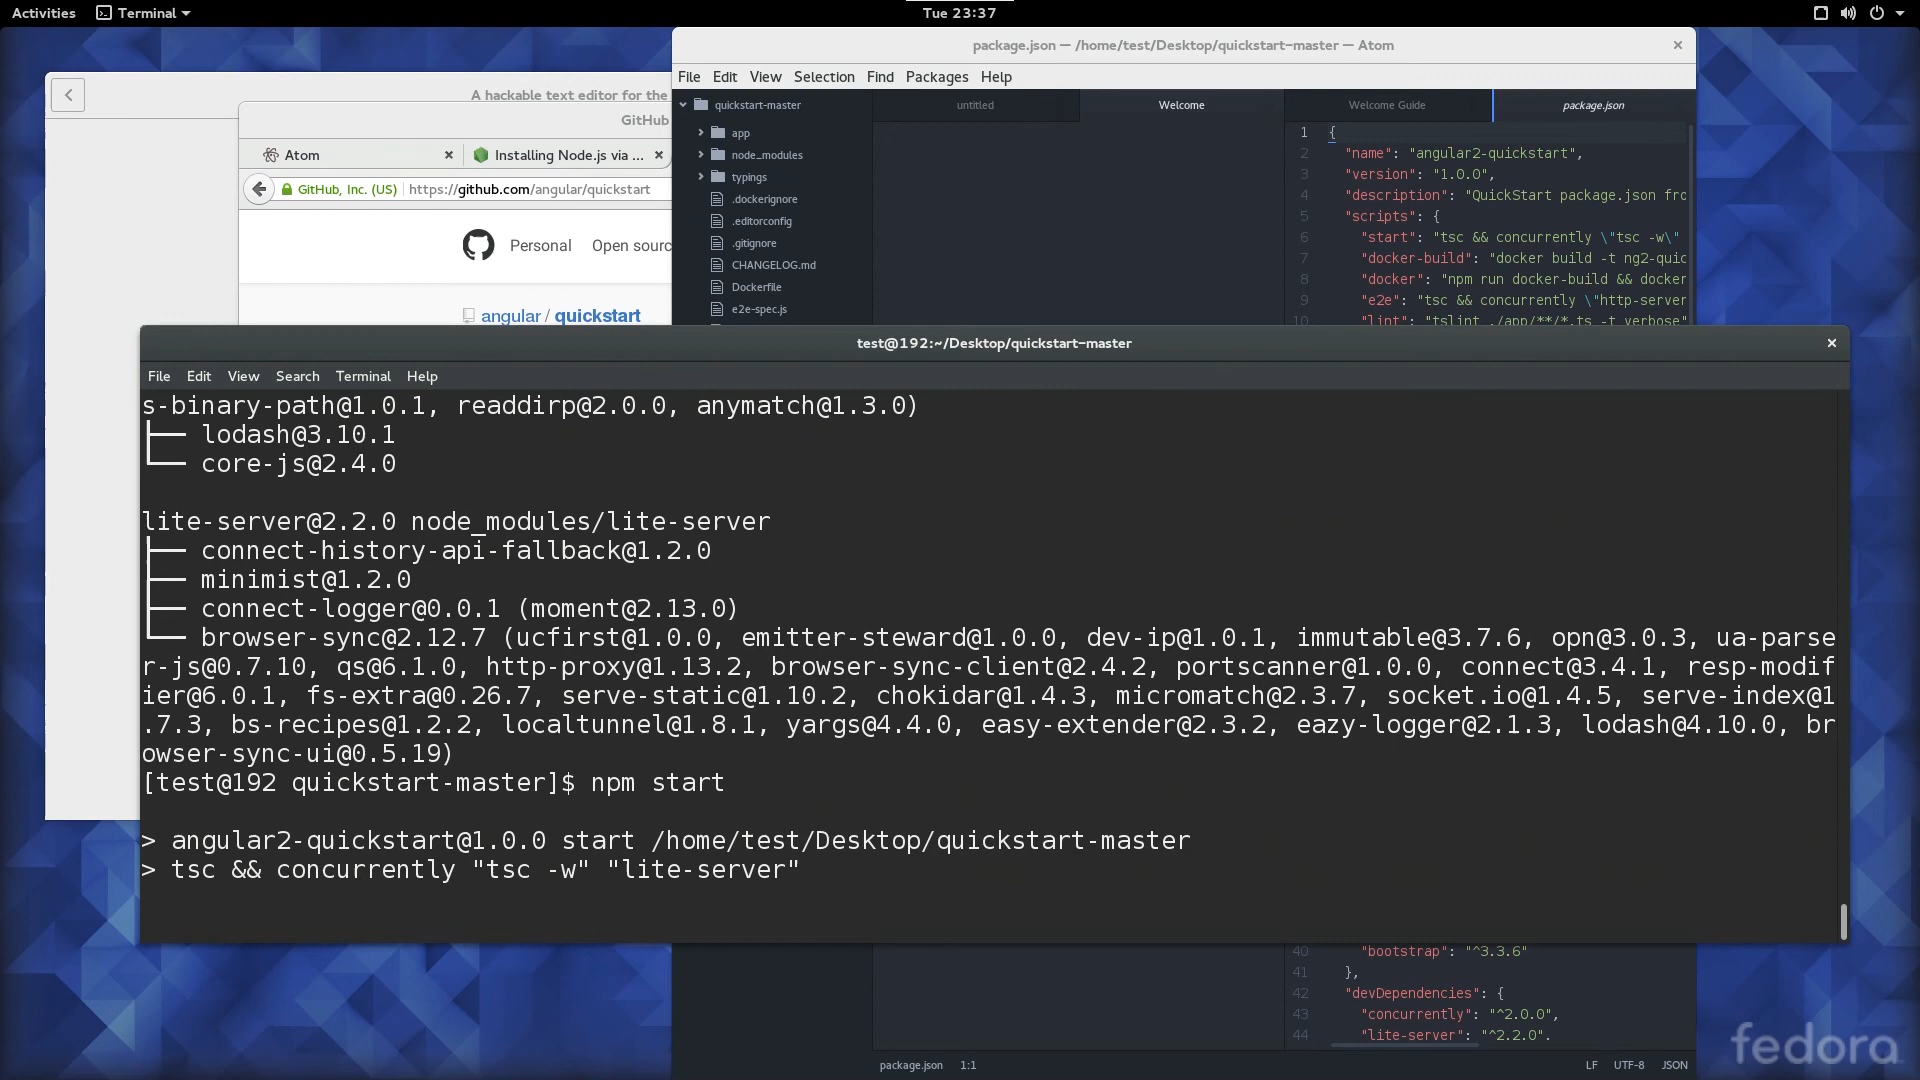 Activities Terminal Tue 23:37
package.json — /home/test/Desktop/quickstart-master — Atom
File Edit View Selection Find Packages Help
A hackable text editor for the
GitHub
Atom Installing Node.js via ...
GitHub, Inc. (US) https://github.com/angular/quickstart
Personal Open sourc
angular / quickstart
quickstart-master
app
node_modules
typings
.dockerignore
.editorconfig
.gitignore
CHANGELOG.md
Dockerfile
e2e-spec.js
untitled Welcome Welcome Guide package.json
1 {
2 "name": "angular2-quickstart",
3 "version": "1.0.0",
4 "description": "QuickStart package.json fro
5 "scripts": {
6 "start": "tsc && concurrently \"tsc -w\"
7 "docker-build": "docker build -t ng2-quic
8 "docker": "npm run docker-build && docker
9 "e2e": "tsc && concurrently \"http-server
10 "lint": "tslint ./app/**/*.ts -t verbose"
test@192:~/Desktop/quickstart-master
File Edit View Search Terminal Help
s-binary-path@1.0.1, readdirp@2.0.0, anymatch@1.3.0)
├── lodash@3.10.1
└── core-js@2.4.0
lite-server@2.2.0 node_modules/lite-server
├── connect-history-api-fallback@1.2.0
├── minimist@1.2.0
├── connect-logger@0.0.1 (moment@2.13.0)
└── browser-sync@2.12.7 (ucfirst@1.0.0, emitter-steward@1.0.0, dev-ip@1.0.1, immutable@3.7.6, opn@3.0.3, ua-parse
r-js@0.7.10, qs@6.1.0, http-proxy@1.13.2, browser-sync-client@2.4.2, portscanner@1.0.0, connect@3.4.1, resp-modif
ier@6.0.1, fs-extra@0.26.7, serve-static@1.10.2, chokidar@1.4.3, micromatch@2.3.7, socket.io@1.4.5, serve-index@1
.7.3, bs-recipes@1.2.2, localtunnel@1.8.1, yargs@4.4.0, easy-extender@2.3.2, eazy-logger@2.1.3, lodash@4.10.0, br
owser-sync-ui@0.5.19)
[test@192 quickstart-master]$ npm start
> angular2-quickstart@1.0.0 start /home/test/Desktop/quickstart-master
> tsc && concurrently "tsc -w" "lite-server"
40 "bootstrap": "^3.3.6"
41 },
42 "devDependencies": {
43 "concurrently": "^2.0.0",
44 "lite-server": "^2.2.0".
package.json 1:1 LF UTF-8 JSON
fedora